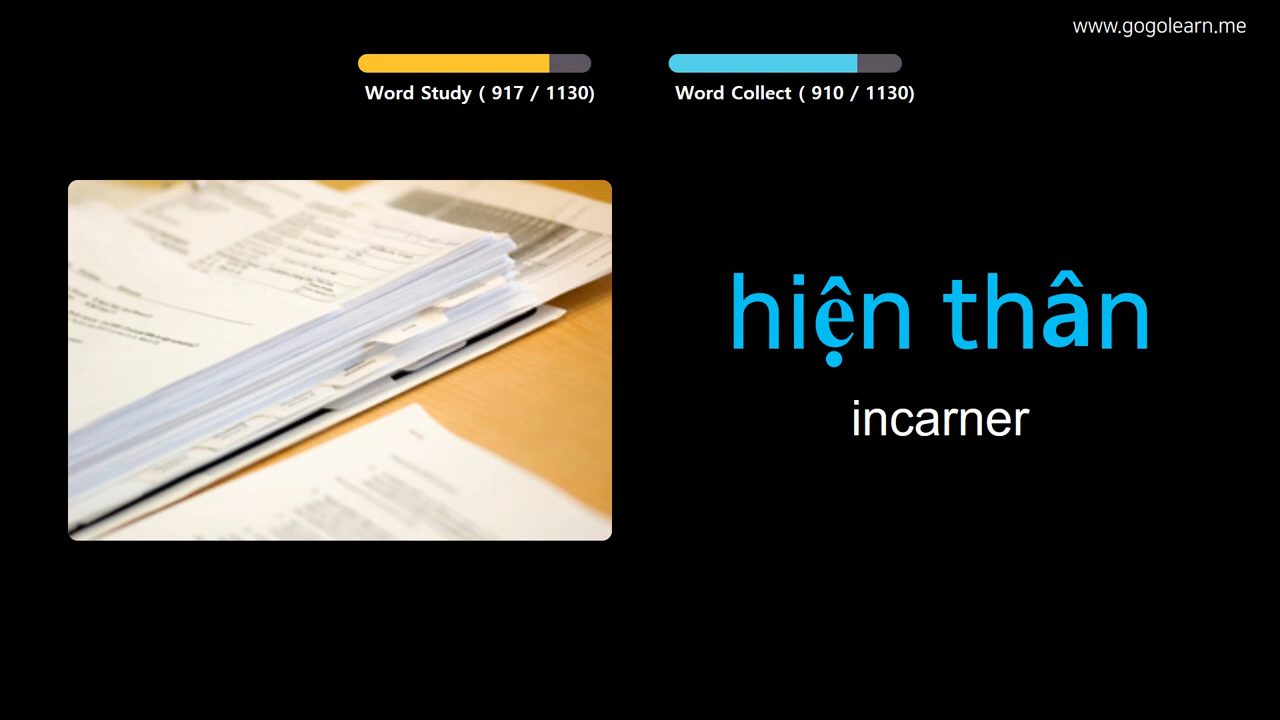 www.gogolearn.me
Word Study ( 917 / 1130)
Word Collect ( 910 / 1130)
hiện thân
incarner